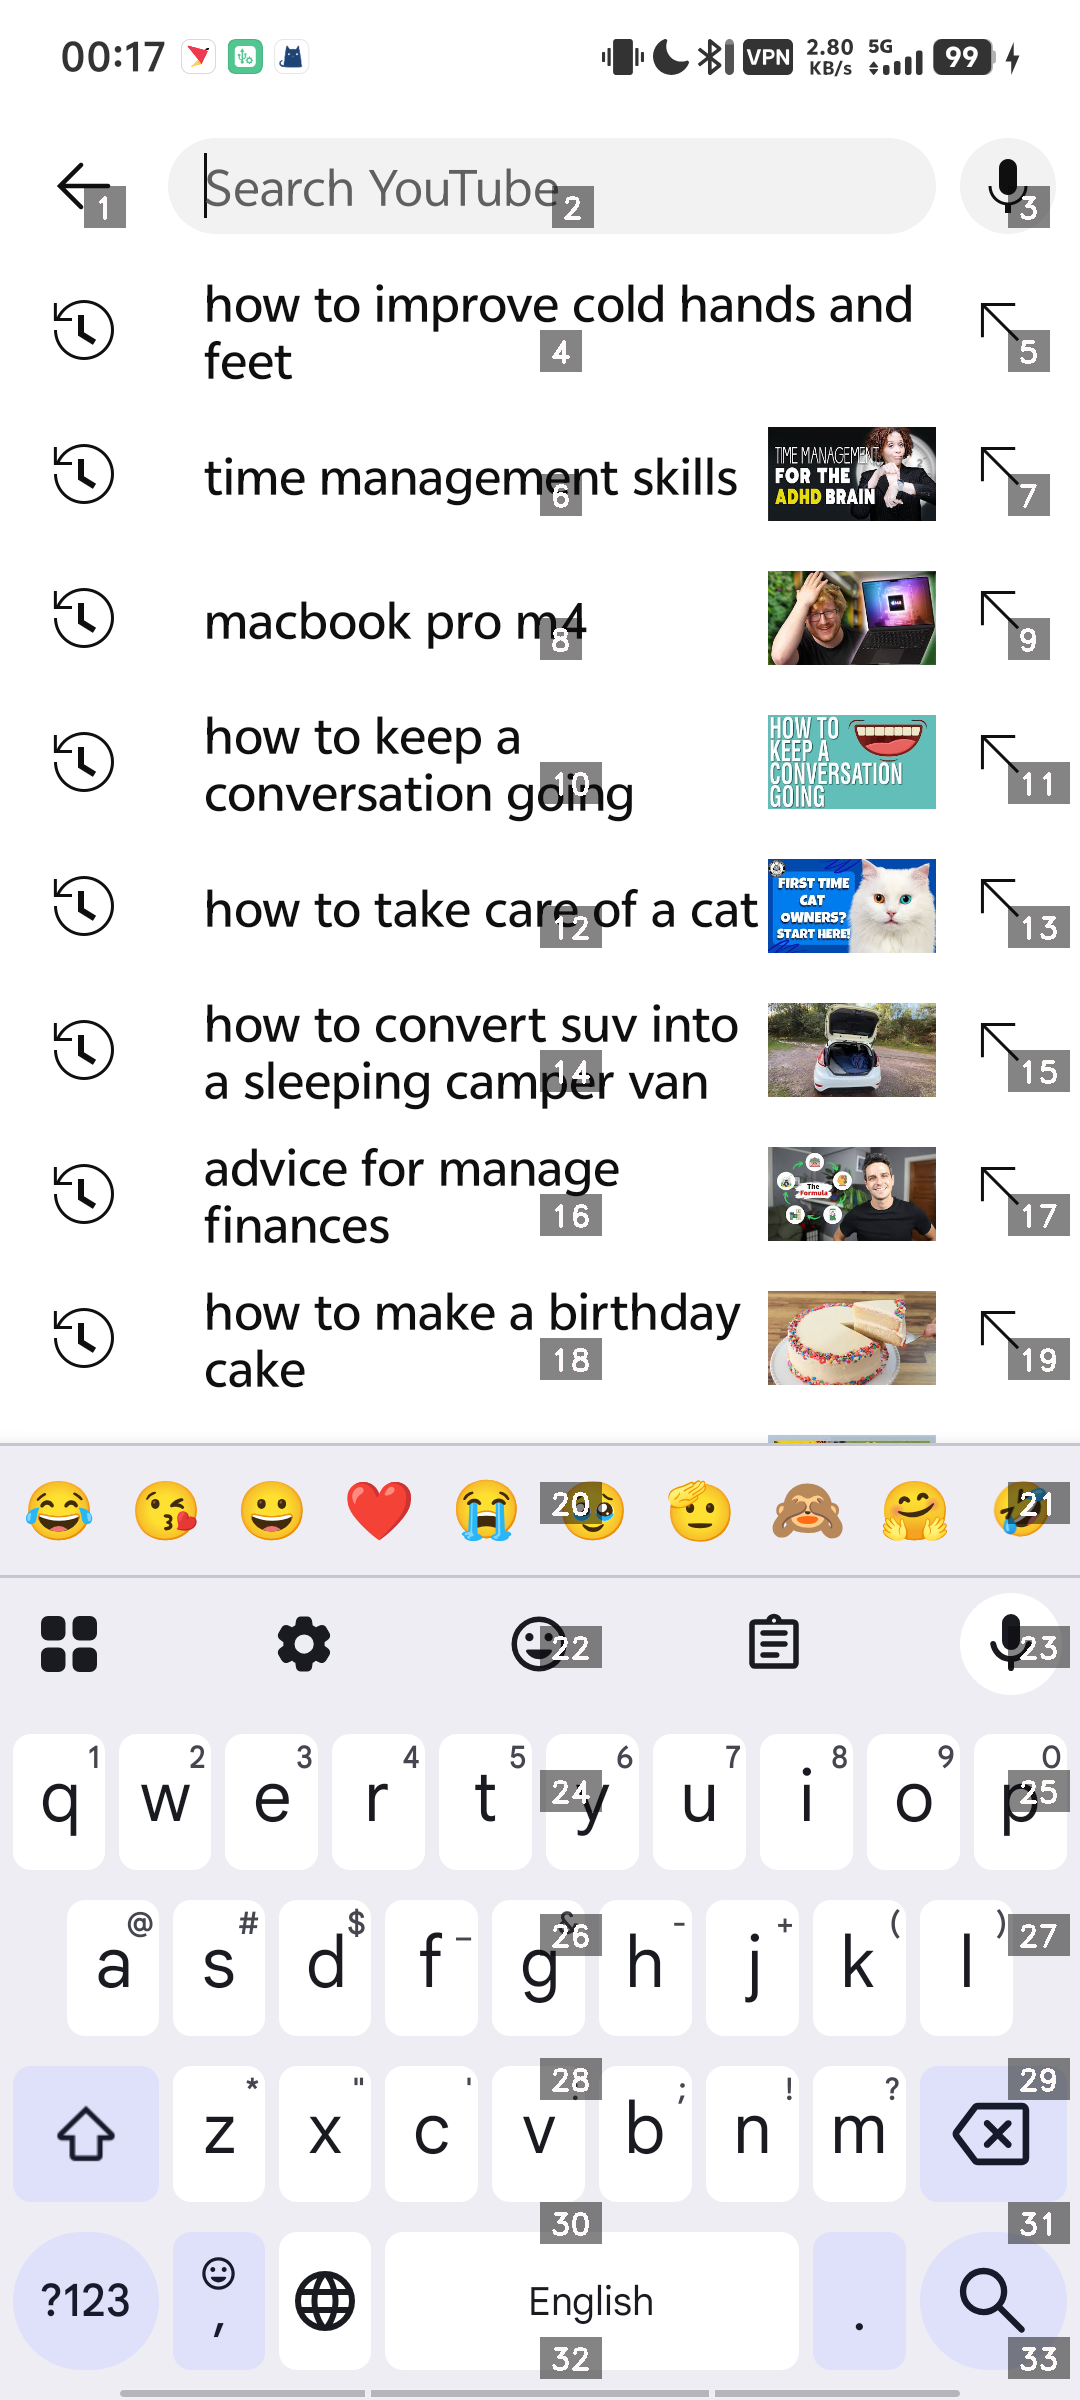 00:17
VPN
2.80
KB/s
5G
99
Search YouTube
1
2
3
how to improve cold hands and
feet
4
5
time management skills
6
TIME MANAGEMENT
FOR THE
ADHD BRAIN
7
macbook pro m4
8
9
how to keep a
conversation going
10
HOW TO
KEEP A
CONVERSATION
GOING
11
how to take care of a cat
12
FIRST TIME
CAT
OWNERS?
START HERE!
13
how to convert suv into
a sleeping camper van
14
15
advice for manage
finances
16
The
Formula
17
how to make a birthday
cake
18
19
20
21
22
23
1 2 3 4 5 6 7 8 9 0
q w e r t y u i o p
24
25
@ # $ _ & - + ( )
a s d f g h j k l
26
27
* " ' : ; ! ?
z x c v b n m
28
29
30
31
?123
,
English
.
32
33